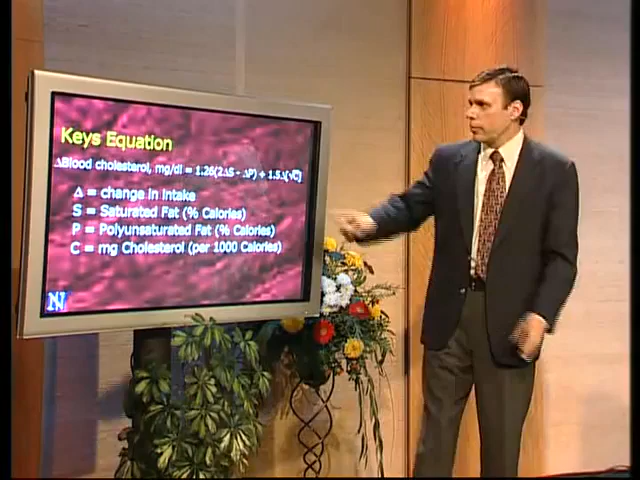 Keys Equation
ΔBlood cholesterol, mg/dl = 1.26(2ΔS - ΔP) + 1.5Δ(√C)
Δ = change in intake
S = Saturated Fat (% Calories)
P = Polyunsaturated Fat (% Calories)
C = mg Cholesterol (per 1000 Calories)
N